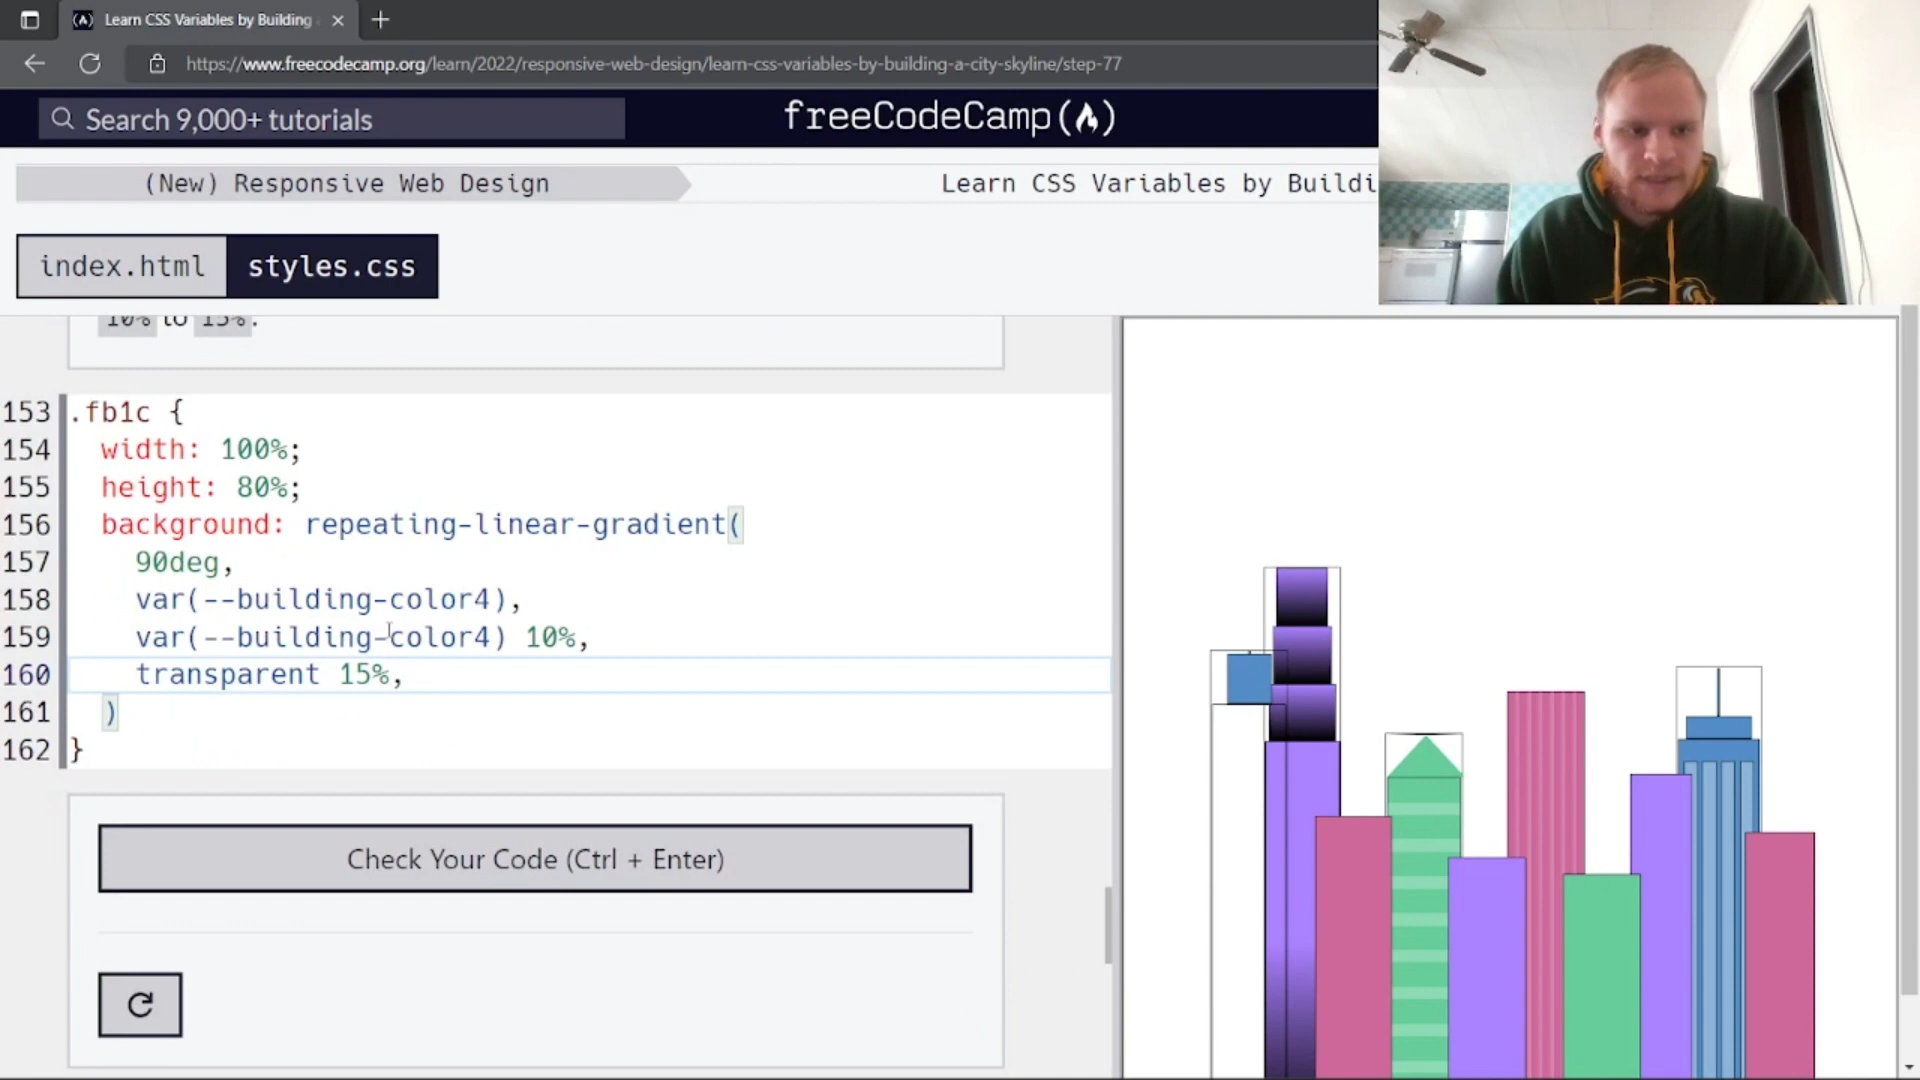 Learn CSS Variables by Building
https://www.freecodecamp.org/learn/2022/responsive-web-design/learn-css-variables-by-building-a-city-skyline/step-77
Search 9,000+ tutorials
freeCodeCamp
(New) Responsive Web Design
Learn CSS Variables by Buildi
index.html
styles.css
10% to 15%.
153 .fb1c {
154 width: 100%;
155 height: 80%;
156 background: repeating-linear-gradient(
157 90deg,
158 var(--building-color4),
159 var(--building-color4) 10%,
160 transparent 15%,
161 )
162 }
Check Your Code (Ctrl + Enter)